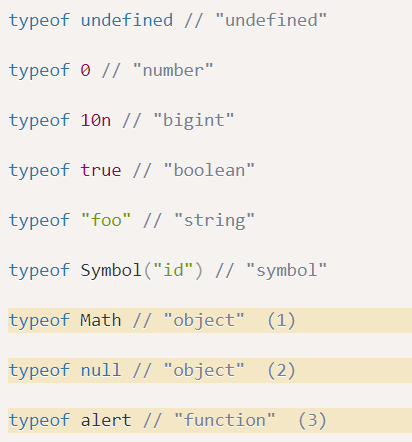 typeof undefined // "undefined"
typeof 0 // "number"
typeof 10n // "bigint"
typeof true // "boolean"
typeof "foo" // "string"
typeof Symbol("id") // "symbol"
typeof Math // "object"  (1)
typeof null // "object"  (2)
typeof alert // "function"  (3)